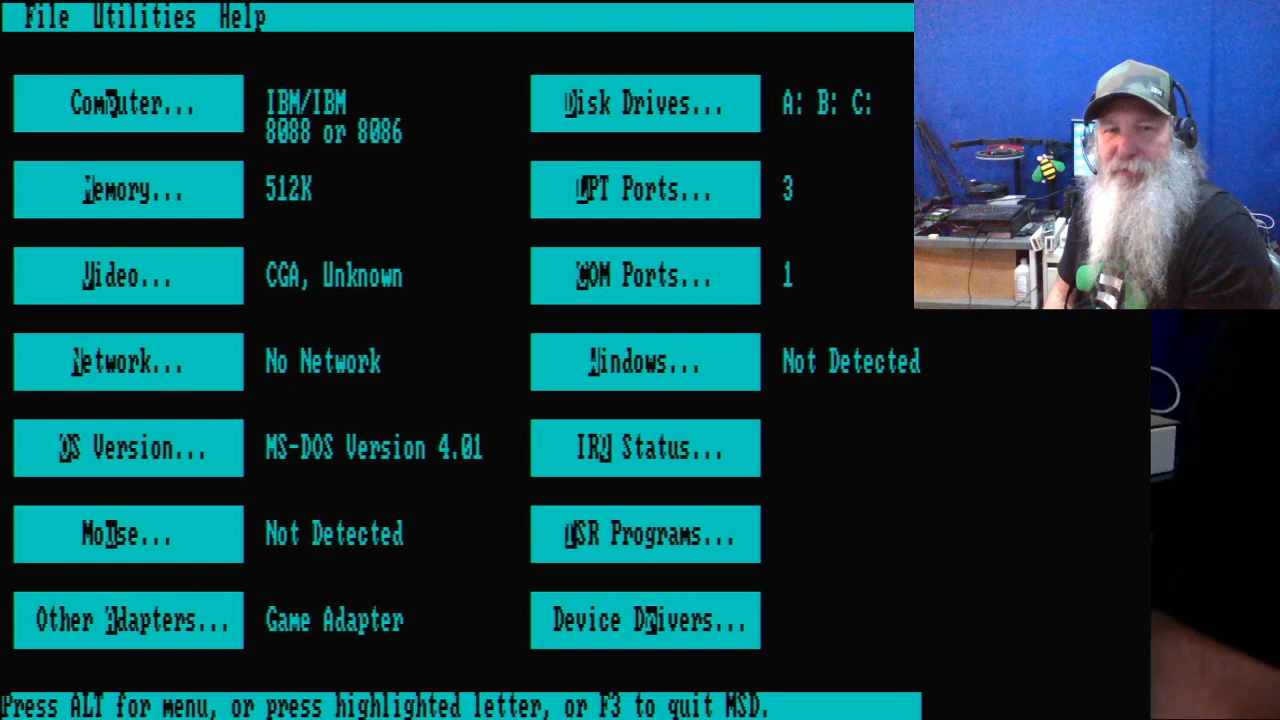 File Utilities Help
Computer... IBM/IBM Disk Drives... A: B: C:
8088 or 8086
Memory... 512K LPT Ports... 3
Video... CGA, Unknown COM Ports... 1
Network... No Network Windows... Not Detected
OS Version... MS-DOS Version 4.01 IRQ Status...
Mouse... Not Detected TSR Programs...
Other Adapters... Game Adapter Device Drivers...
Press ALT for menu, or press highlighted letter, or F3 to quit MSD.
IBM